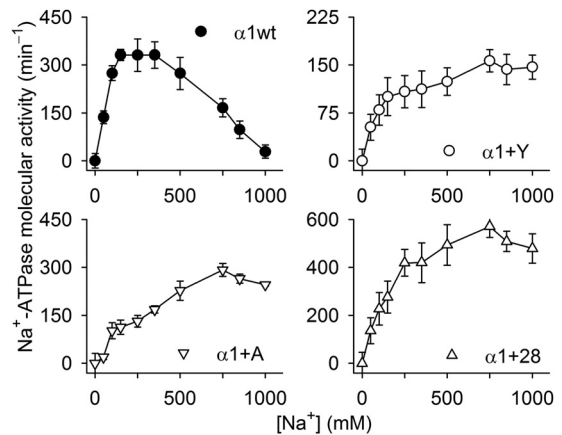 Na⁺-ATPase molecular activity (min⁻¹)
450
300
150
0
α1wt
225
150
75
0
α1+Y
450
300
150
0
α1+A
0 500 1000
600
400
200
0
α1+28
0 500 1000
[Na⁺] (mM)